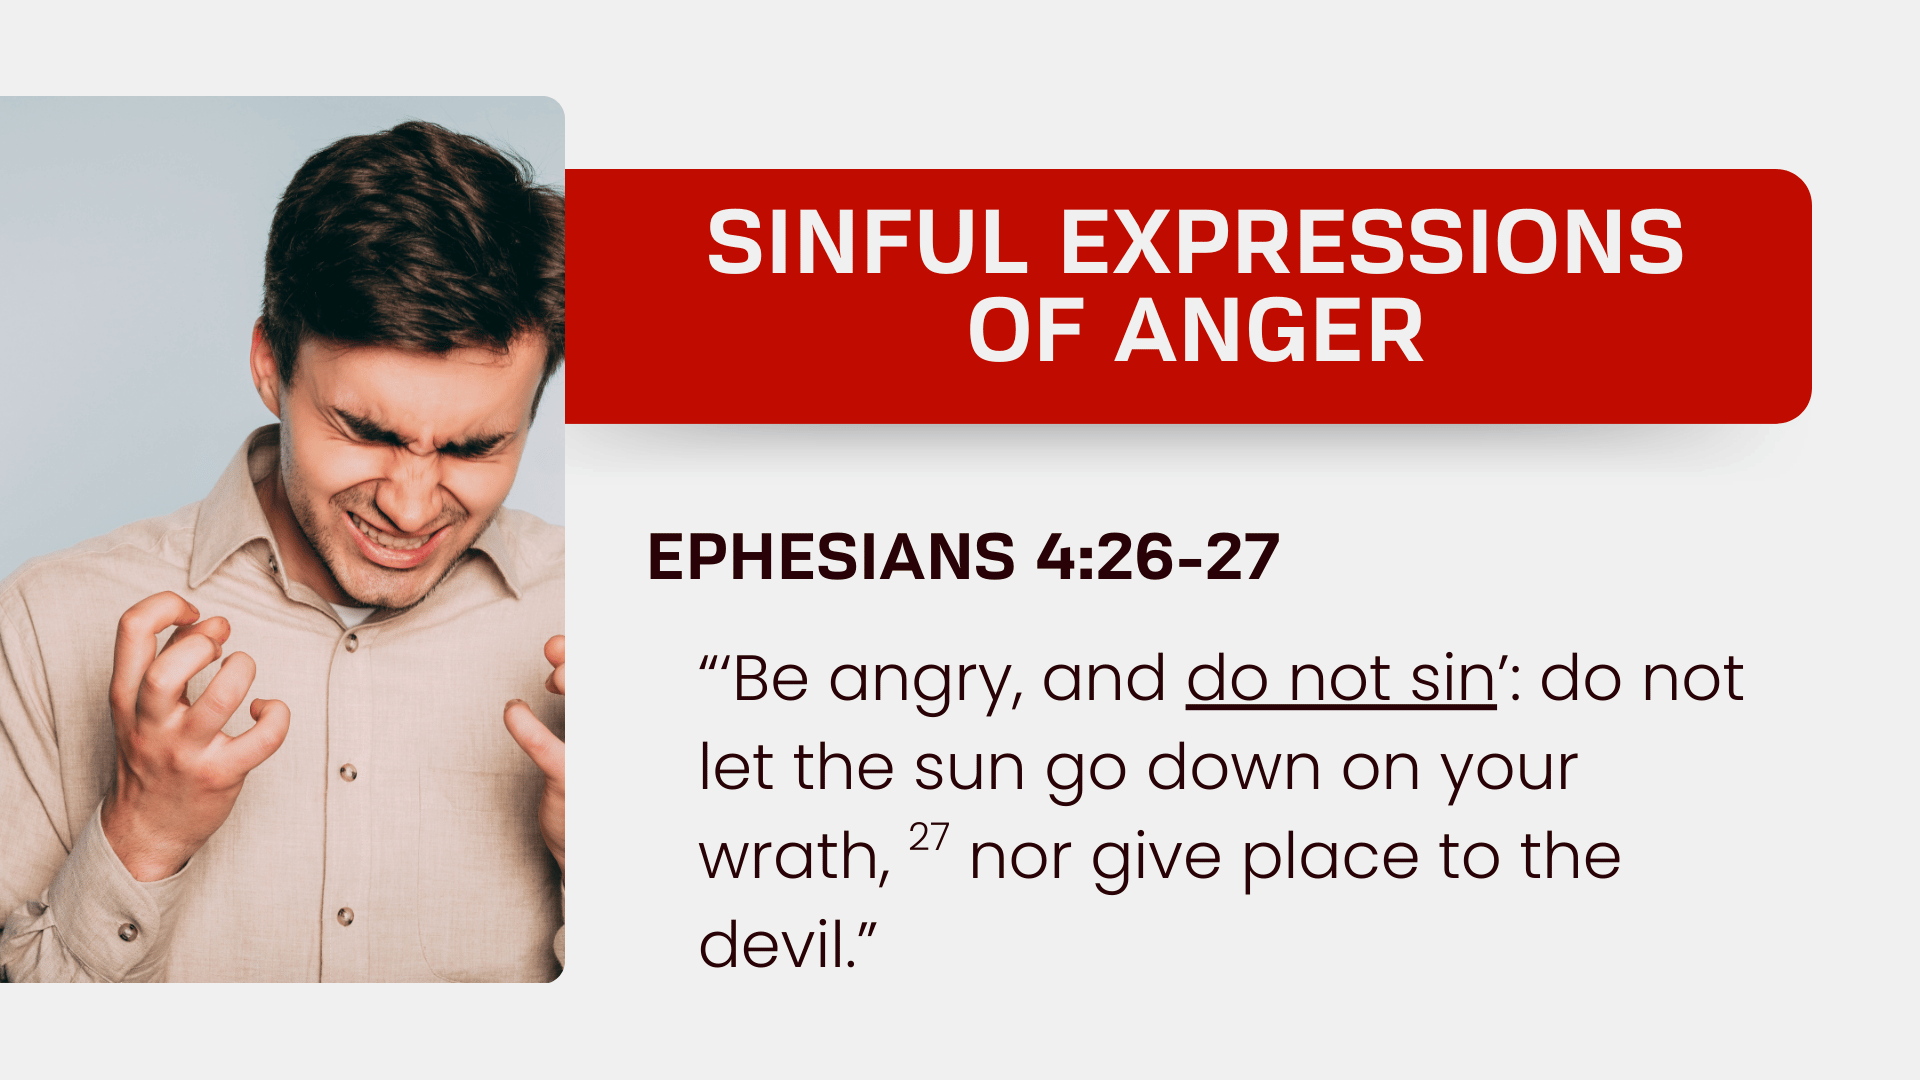 SINFUL EXPRESSIONS
OF ANGER
EPHESIANS 4:26-27
“‘Be angry, and do not sin’: do not
let the sun go down on your
wrath, 27 nor give place to the
devil.”